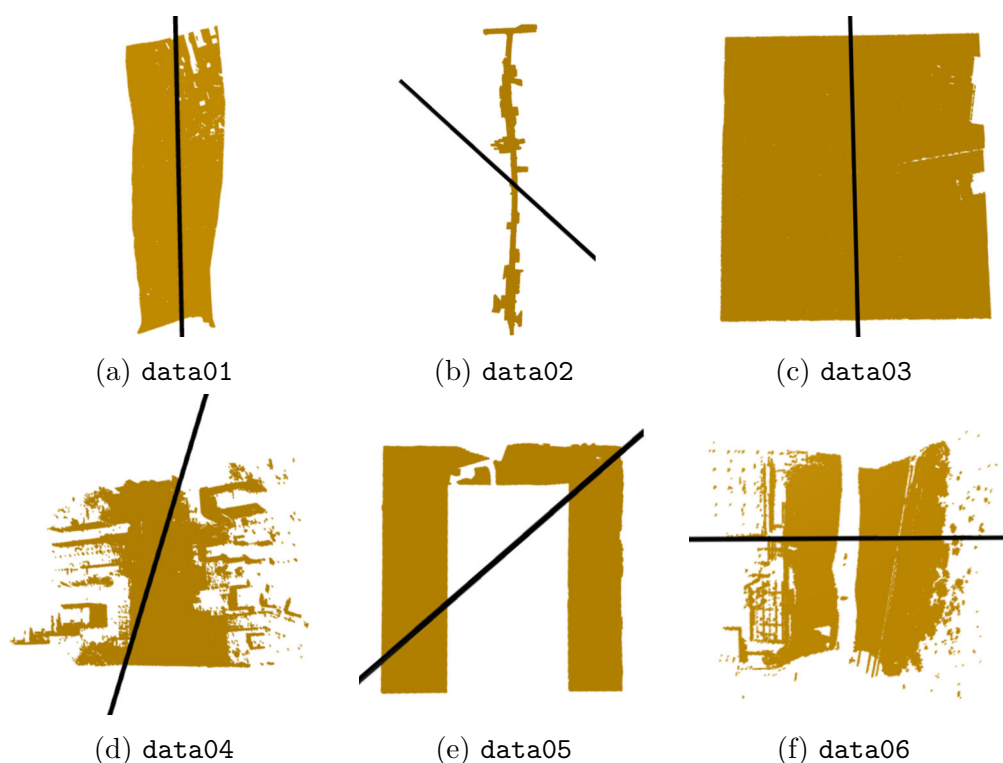 (a) data01
(b) data02
(c) data03
(d) data04
(e) data05
(f) data06